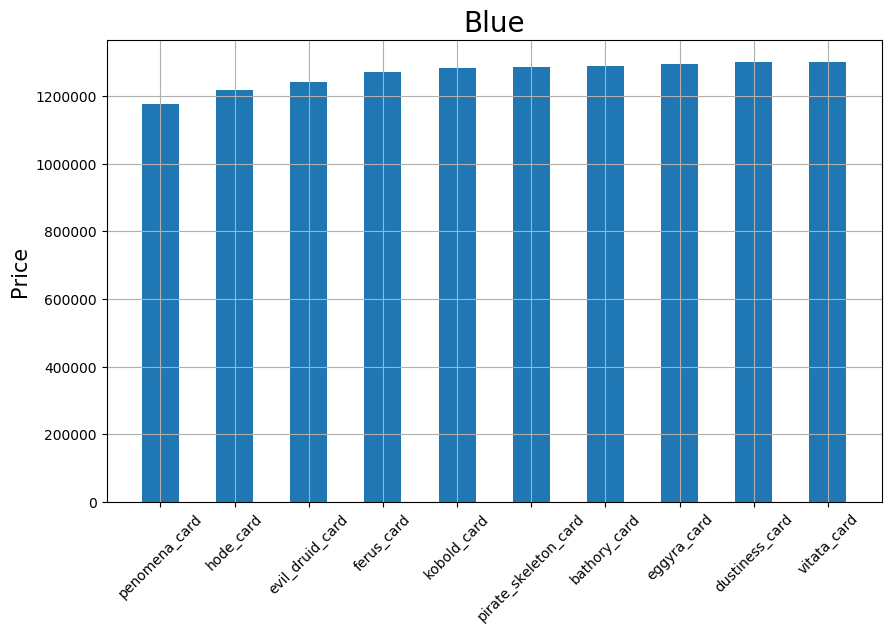 Blue
Price
1200000
1000000
800000
600000
400000
200000
0
penomena_card
hode_card
evil_druid_card
ferus_card
kobold_card
pirate_skeleton_card
bathory_card
eggyra_card
dustiness_card
vitata_card